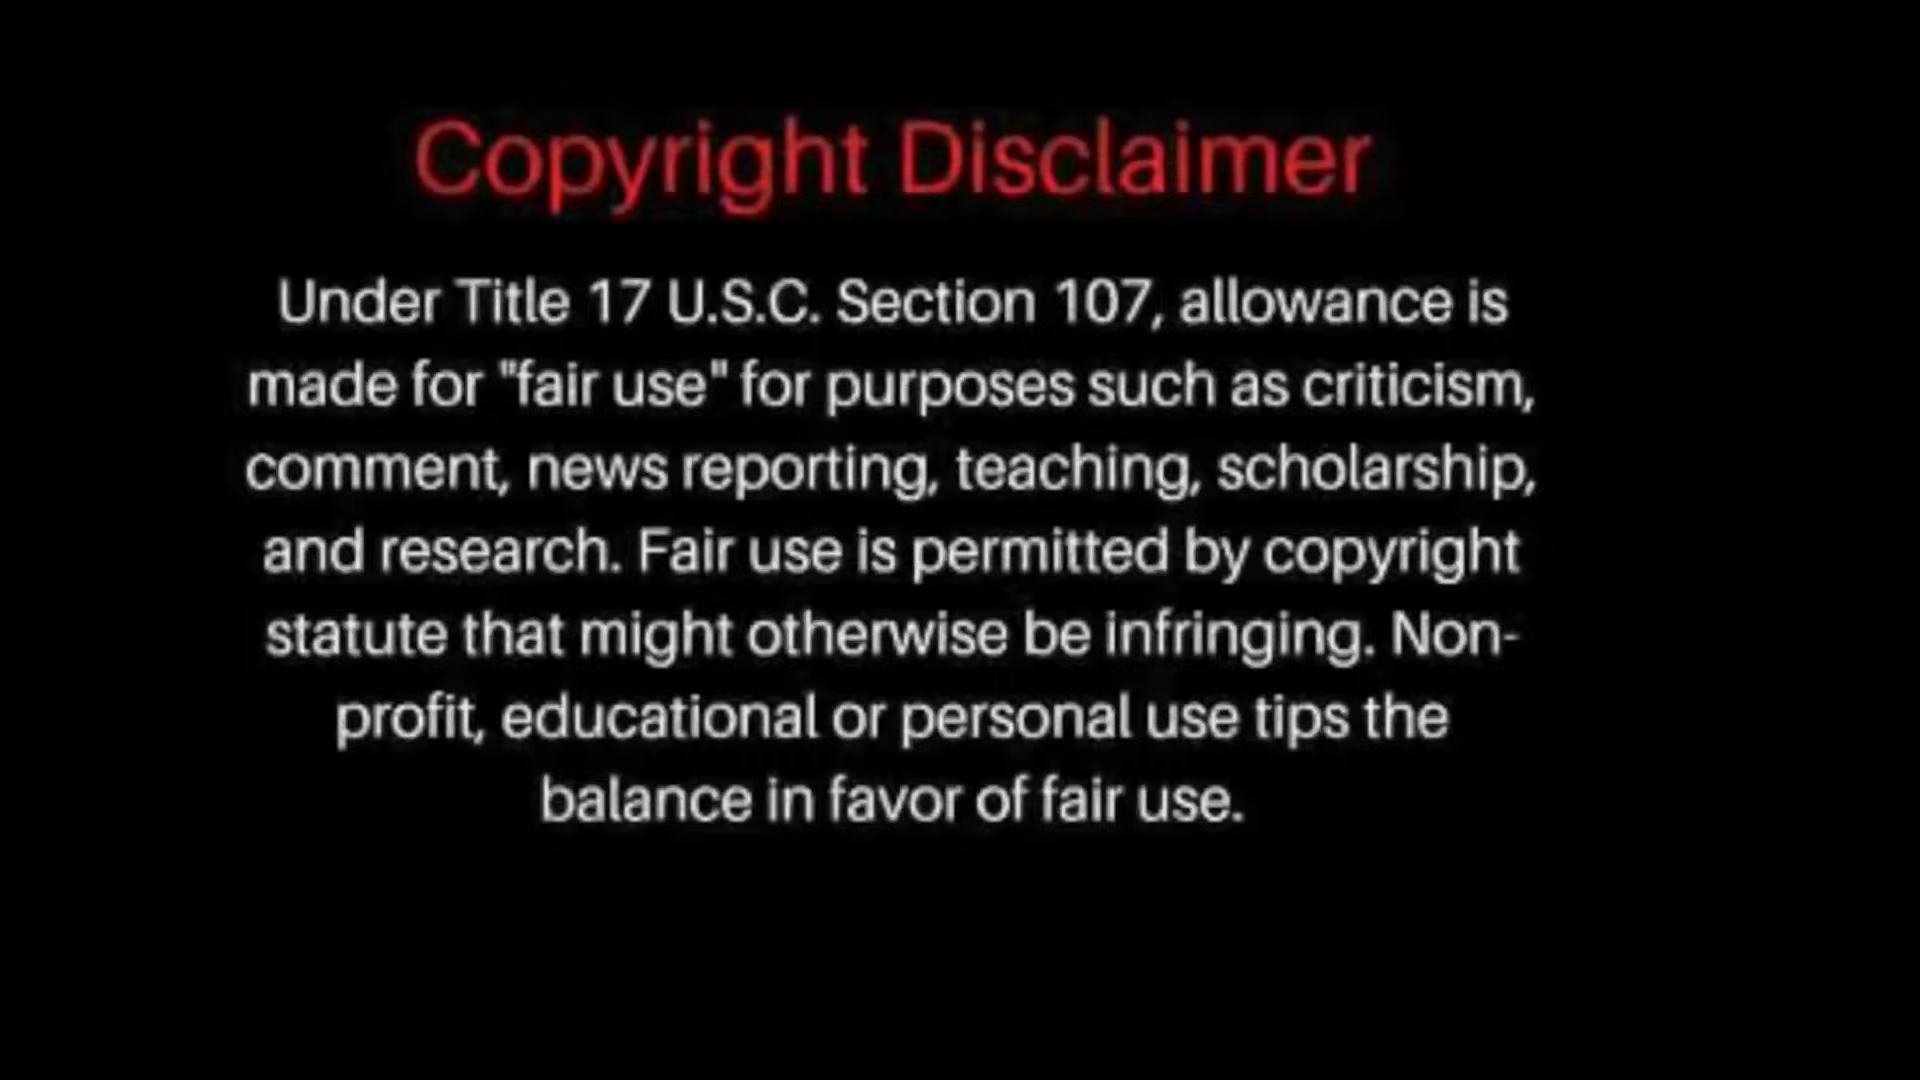 Copyright Disclaimer
Under Title 17 U.S.C. Section 107, allowance is
made for "fair use" for purposes such as criticism,
comment, news reporting, teaching, scholarship,
and research. Fair use is permitted by copyright
statute that might otherwise be infringing. Non-
profit, educational or personal use tips the
balance in favor of fair use.